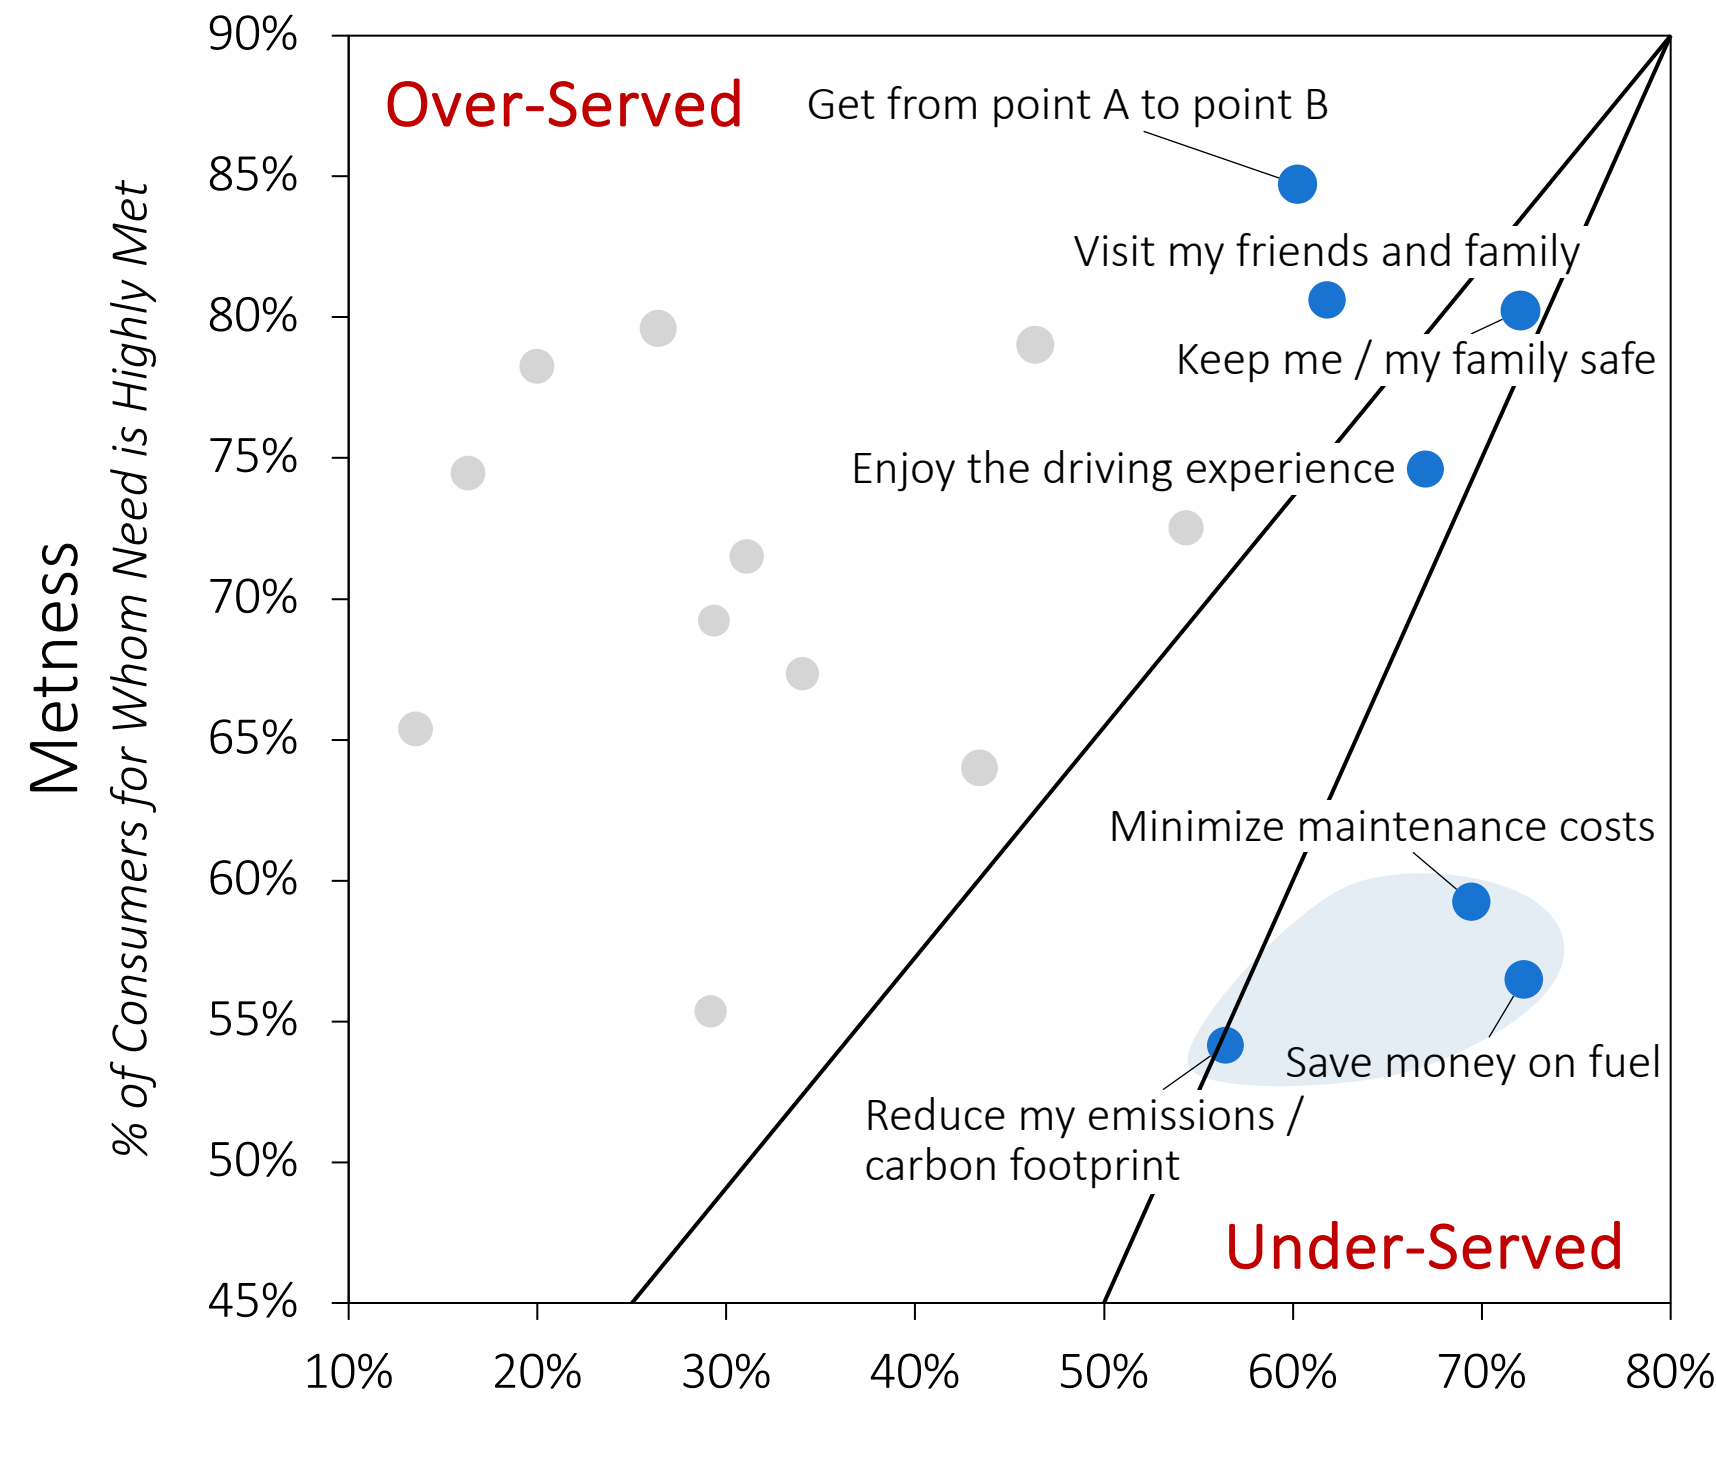 90%
85%
80%
75%
70%
65%
60%
55%
50%
45%
Metness
% of Consumers for Whom Need is Highly Met
Over-Served
Get from point A to point B
Visit my friends and family
Keep me / my family safe
Enjoy the driving experience
Minimize maintenance costs
Save money on fuel
Reduce my emissions /
carbon footprint
Under-Served
10%
20%
30%
40%
50%
60%
70%
80%